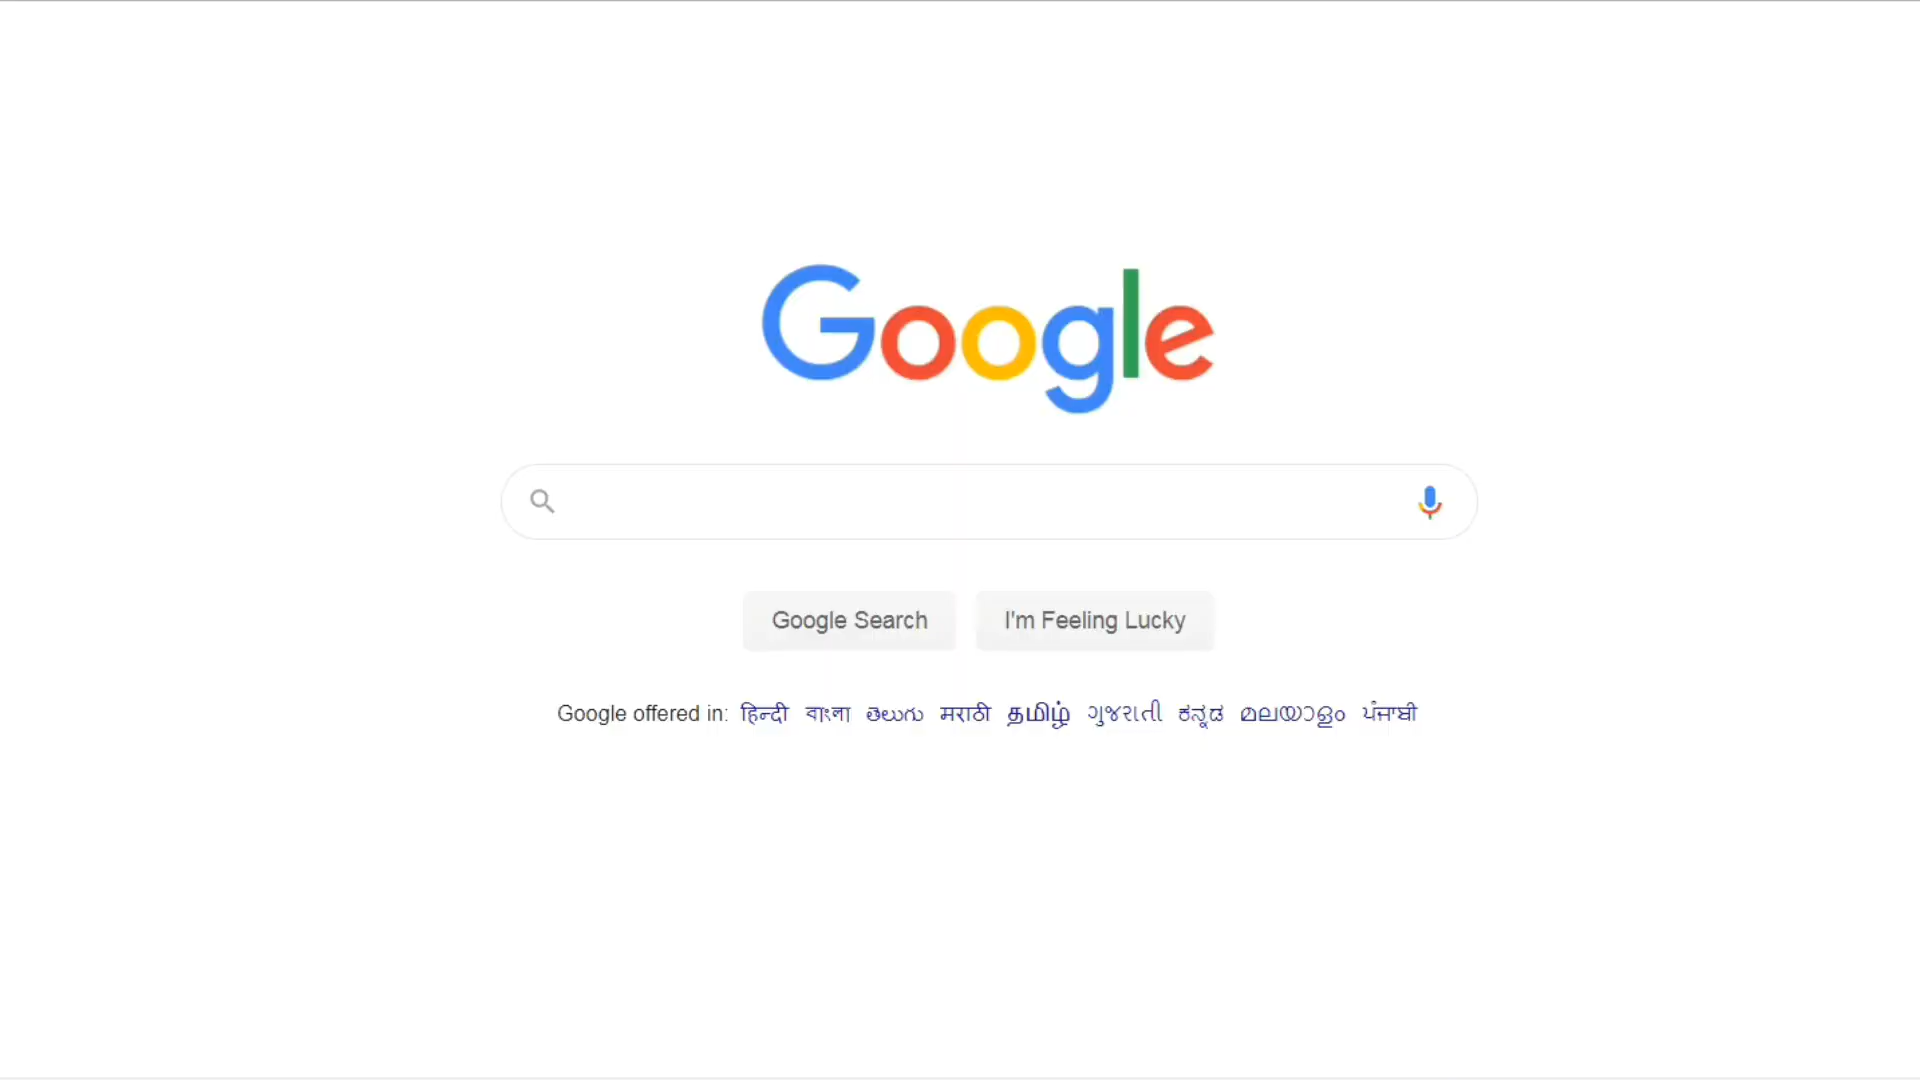 Google
Google Search I'm Feeling Lucky
Google offered in: हिन्दी বাংলা తెలుగు मराठी தமிழ் ગુજરાતી ಕನ್ನಡ മലയാളം ਪੰਜਾਬੀ